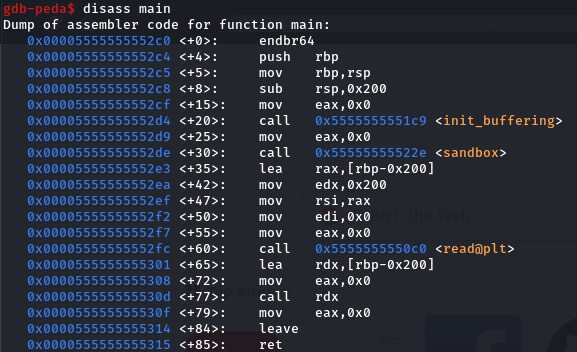 gdb-peda$ disass main
Dump of assembler code for function main:
0x00005555555552c0 <+0>: endbr64
0x00005555555552c4 <+4>: push rbp
0x00005555555552c5 <+5>: mov rbp,rsp
0x00005555555552c8 <+8>: sub rsp,0x200
0x00005555555552cf <+15>: mov eax,0x0
0x00005555555552d4 <+20>: call 0x5555555551c9 <init_buffering>
0x00005555555552d9 <+25>: mov eax,0x0
0x00005555555552de <+30>: call 0x55555555522e <sandbox>
0x00005555555552e3 <+35>: lea rax,[rbp-0x200]
0x00005555555552ea <+42>: mov edx,0x200
0x00005555555552ef <+47>: mov rsi,rax
0x00005555555552f2 <+50>: mov edi,0x0
0x00005555555552f7 <+55>: mov eax,0x0
0x00005555555552fc <+60>: call 0x5555555550c0 <read@plt>
0x0000555555555301 <+65>: lea rdx,[rbp-0x200]
0x0000555555555308 <+72>: mov eax,0x0
0x000055555555530d <+77>: call rdx
0x000055555555530f <+79>: mov eax,0x0
0x0000555555555314 <+84>: leave
0x0000555555555315 <+85>: ret
Search the Web